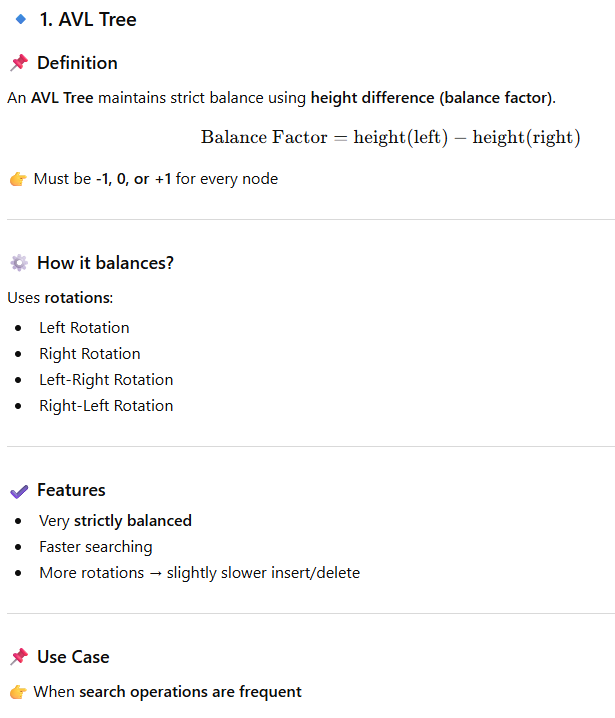 🔹 1. AVL Tree
📌 Definition
An AVL Tree maintains strict balance using height difference (balance factor).
Balance Factor = height(left) − height(right)
👉 Must be -1, 0, or +1 for every node
⚙️ How it balances?
Uses rotations:
• Left Rotation
• Right Rotation
• Left-Right Rotation
• Right-Left Rotation
✔️ Features
• Very strictly balanced
• Faster searching
• More rotations → slightly slower insert/delete
📌 Use Case
👉 When search operations are frequent